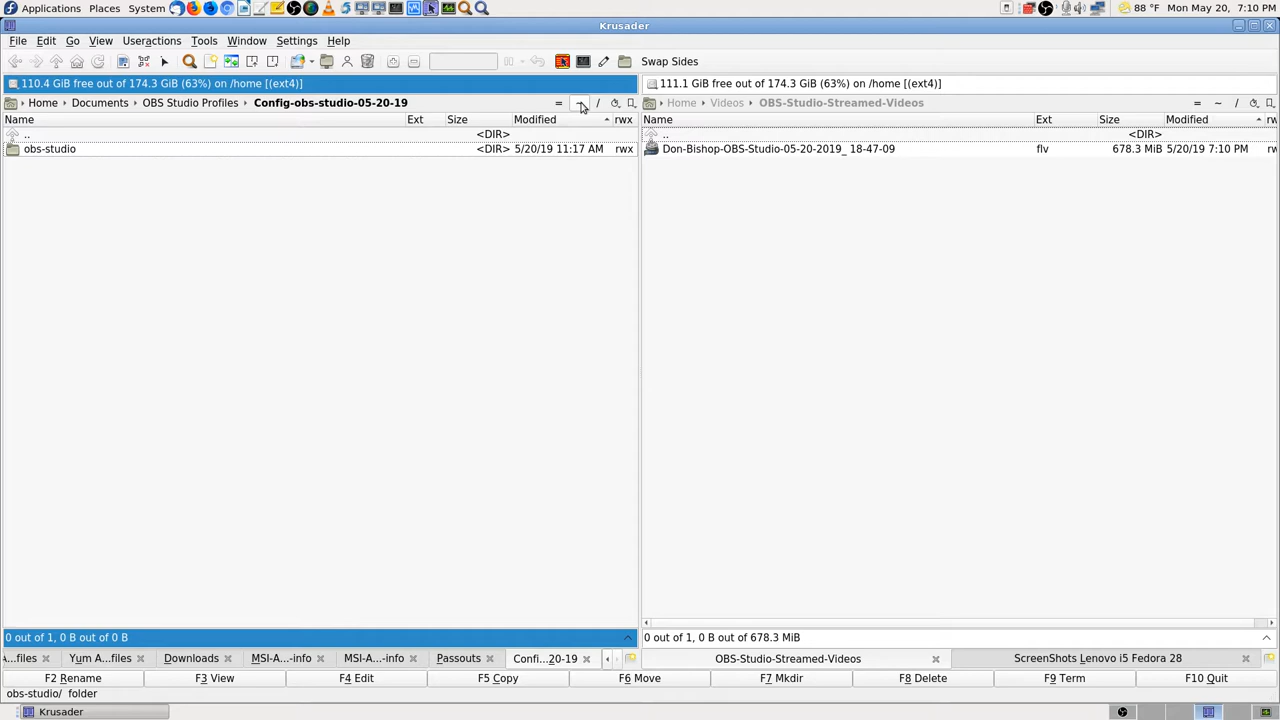 Applications Places System 88 °F Mon May 20, 7:10 PM
Krusader
File Edit Go View Useractions Tools Window Settings Help
Swap Sides
110.4 GiB free out of 174.3 GiB (63%) on /home [(ext4)]
111.1 GiB free out of 174.3 GiB (63%) on /home [(ext4)]
Home Documents OBS Studio Profiles Config-obs-studio-05-20-19 = /
Home Videos OBS-Studio-Streamed-Videos = ~ /
Name Ext Size Modified rwx
Name Ext Size Modified rw
.. <DIR>
.. <DIR>
obs-studio <DIR> 5/20/19 11:17 AM rwx
Don-Bishop-OBS-Studio-05-20-2019_ 18-47-09 flv 678.3 MiB 5/20/19 7:10 PM rw
0 out of 1, 0 B out of 0 B
0 out of 1, 0 B out of 678.3 MiB
...files Yum A...files Downloads MSI-A...-info MSI-A...-info Passouts Confi...20-19
OBS-Studio-Streamed-Videos ScreenShots Lenovo i5 Fedora 28
F2 Rename F3 View F4 Edit F5 Copy F6 Move F7 Mkdir F8 Delete F9 Term F10 Quit
obs-studio/ folder
Krusader